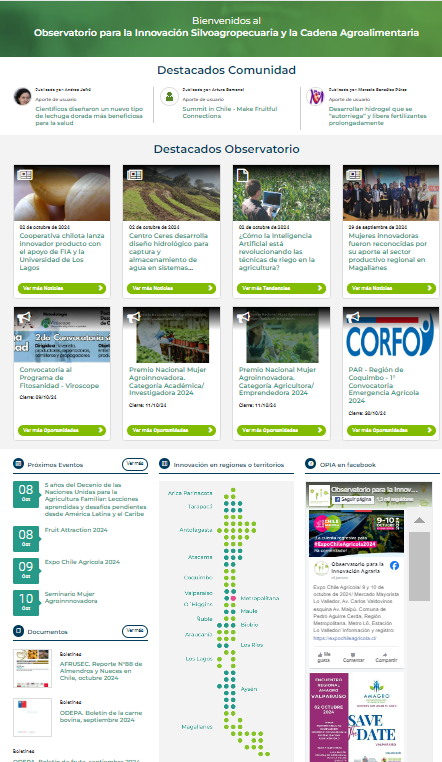 Bienvenidos al
Observatorio para la Innovación Silvoagropecuaria y la Cadena Agroalimentaria
Destacados Comunidad
Publicado por: Andrea Jaña
Aporte de usuario
Científicos diseñaron un nuevo tipo
de lechuga dorada más beneficiosa
para la salud
Publicado por: Arturo
Aporte de usuario
Summit in Chile - Make Fruitful
Connections
Publicado por: Marcela González
Aporte de usuario
Desarrollan hidrogel que se
"autorriega" y libera fertilizantes
prolongadamente
Destacados Observatorio
02 de octubre de 2024
Cooperativa chilota lanza
innovador producto con
el apoyo de FIA y la
Universidad de Los
Lagos
Ver más Noticias
02 de octubre de 2024
Centro Ceres desarrolla
diseño hidrológico para
captura y
almacenamiento de
agua en sistemas...
Ver más Noticias
02 de octubre de 2024
¿Cómo la Inteligencia
Artificial está
revolucionando las
técnicas de riego en la
agricultura?
Ver más Tendencias
29 de septiembre de 2024
Mujeres innovadoras
fueron reconocidas por
su aporte al sector
productivo regional en
Magallanes
Ver más Noticias
2da Convocatoria
Convocatoria al
Programa de
Fitosanidad - Viroscope
Cierre: 09/10/24
Ver más Oportunidades
Premio Nacional Mujer
Agroinnovadora.
Categoría Académica/
Investigadora 2024
Cierre: 11/10/24
Ver más Oportunidades
Premio Nacional Mujer
Agroinnovadora.
Categoría Agricultora/
Emprendedora 2024
Cierre: 11/10/24
Ver más Oportunidades
CORFO
PAR - Región de
Coquimbo - 1°
Convocatoria
Emergencia Agrícola
2024
Cierre: 20/10/24
Ver más Oportunidades
Próximos Eventos
Ver más
08
Oct
5 años del Decenio de las
Naciones Unidas para la
Agricultura Familiar: Lecciones
aprendidas y desafíos pendientes
desde América Latina y el Caribe
08
Oct
Fruit Attraction 2024
09
Oct
Expo Chile Agrícola 2024
10
Oct
Seminario Mujer
Agroinnovadora
Documentos
Ver más
Boletines
AFRUSEC. Reporte N°68 de
Almendros y Nueces en
Chile, octubre 2024
Boletines
ODEPA. Boletín de la carne
bovina, septiembre 2024
Boletines
ODEPA. Boletín de fruta, septiembre 2024
Innovación en regiones o territorios
Arica Parinacota
Tarapacá
Antofagasta
Atacama
Coquimbo
Valparaíso
Metropolitana
O´Higgins
Maule
Ñuble
Biobío
Araucanía
Los Ríos
Los Lagos
Aysén
Magallanes
OPIA en facebook
Observatorio para la Innov...
Seguir página
9-10
La cuenta regresiva para
#ExpoChileAgrícola2024
Ha comenzado!
Observatorio para la
Innovación Agraria
Expo Chile Agrícola! 9 y 10
de octubre de 2024! Mercado Mayorista
Lo Valledor, Av. Carlos Valdovinos
esquina Av. Maipú. Comuna de
Pedro Aguirre Cerda. Región
Metropolitana. Metro L6, Estación
Lo Valledor! Información y registro:
https://expochileagricola.cl/
Me gusta
Comentar
Compartir
ENCUENTRO
REGIONAL
AMAGRO
VALPARAÍSO
02 OCTUBRE
2024
AMAGRO
SAVE
the
DATE
VALPARAÍSO